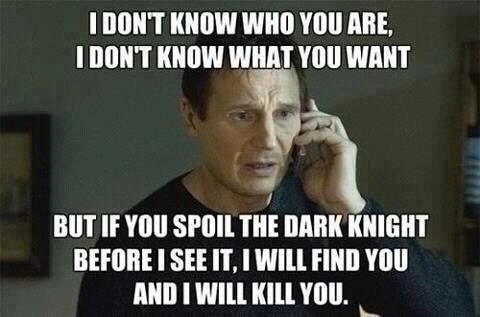 I DON'T KNOW WHO YOU ARE,
I DON'T KNOW WHAT YOU WANT
BUT IF YOU SPOIL THE DARK KNIGHT
BEFORE I SEE IT, I WILL FIND YOU
AND I WILL KILL YOU.